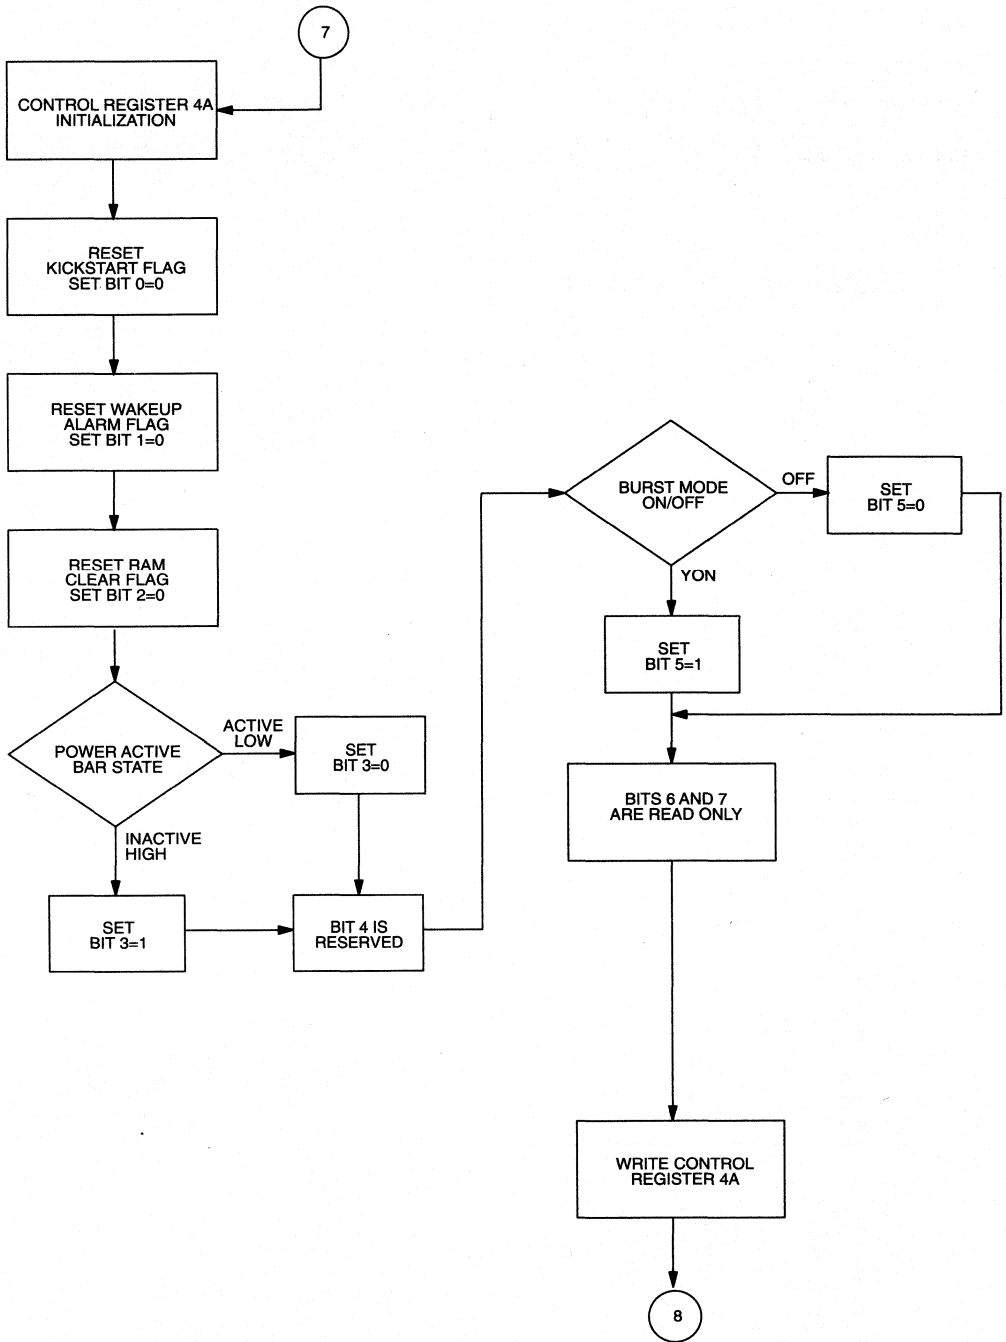 7
CONTROL REGISTER 4A
INITIALIZATION
RESET
KICKSTART FLAG
SET BIT 0=0
RESET WAKEUP
ALARM FLAG
SET BIT 1=0
RESET RAM
CLEAR FLAG
SET BIT 2=0
POWER ACTIVE
BAR STATE
ACTIVE
LOW
SET
BIT 3=0
INACTIVE
HIGH
SET
BIT 3=1
BIT 4 IS
RESERVED
BURST MODE
ON/OFF
OFF
SET
BIT 5=0
YON
SET
BIT 5=1
BITS 6 AND 7
ARE READ ONLY
WRITE CONTROL
REGISTER 4A
8